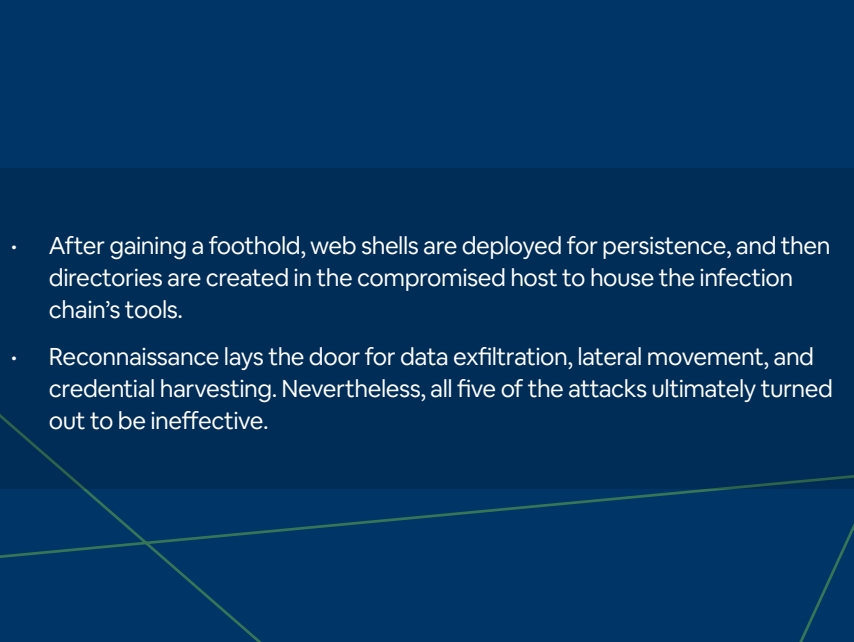 • After gaining a foothold, web shells are deployed for persistence, and then
directories are created in the compromised host to house the infection
chain’s tools.
• Reconnaissance lays the door for data exfiltration, lateral movement, and
credential harvesting. Nevertheless, all five of the attacks ultimately turned
out to be ineffective.